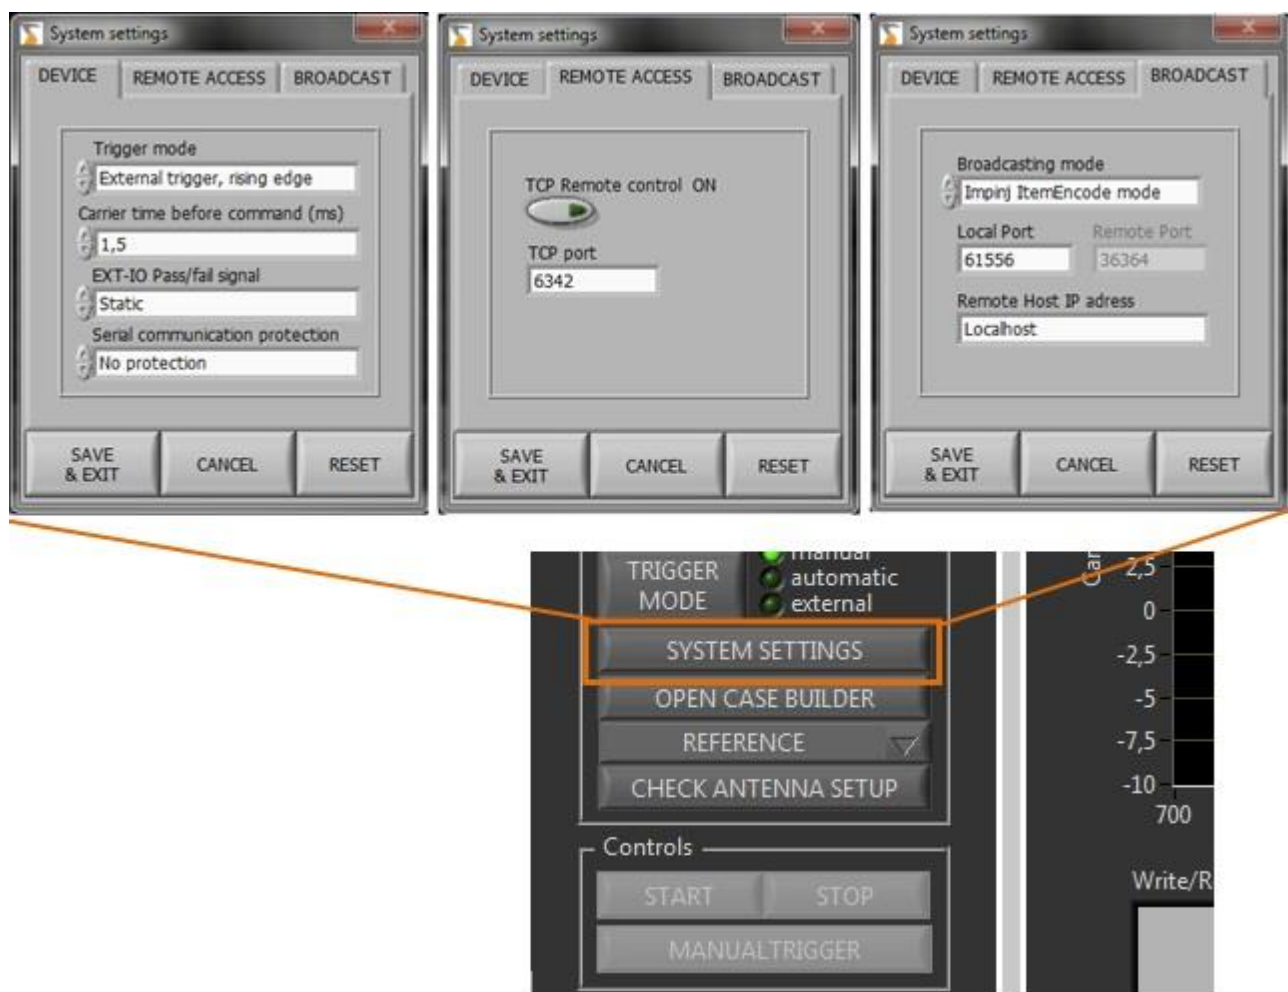 System settings
DEVICE
REMOTE ACCESS
BROADCAST
Trigger mode
External trigger, rising edge
Carrier time before command (ms)
1,5
EXT-IO Pass/fail signal
Static
Serial communication protection
No protection
SAVE
& EXIT
CANCEL
RESET
System settings
DEVICE
REMOTE ACCESS
BROADCAST
TCP Remote control ON
TCP port
6342
SAVE
& EXIT
CANCEL
RESET
System settings
DEVICE
REMOTE ACCESS
BROADCAST
Broadcasting mode
Impinj ItemEncode mode
Local Port
Remote Port
61556
36364
Remote Host IP adress
Localhost
SAVE
& EXIT
CANCEL
RESET
TRIGGER
MODE
manual
automatic
external
SYSTEM SETTINGS
OPEN CASE BUILDER
REFERENCE
CHECK ANTENNA SETUP
Controls
START
STOP
MANUALTRIGGER
Car
2,5
0
-2,5
-5
-7,5
-10
700
Write/R